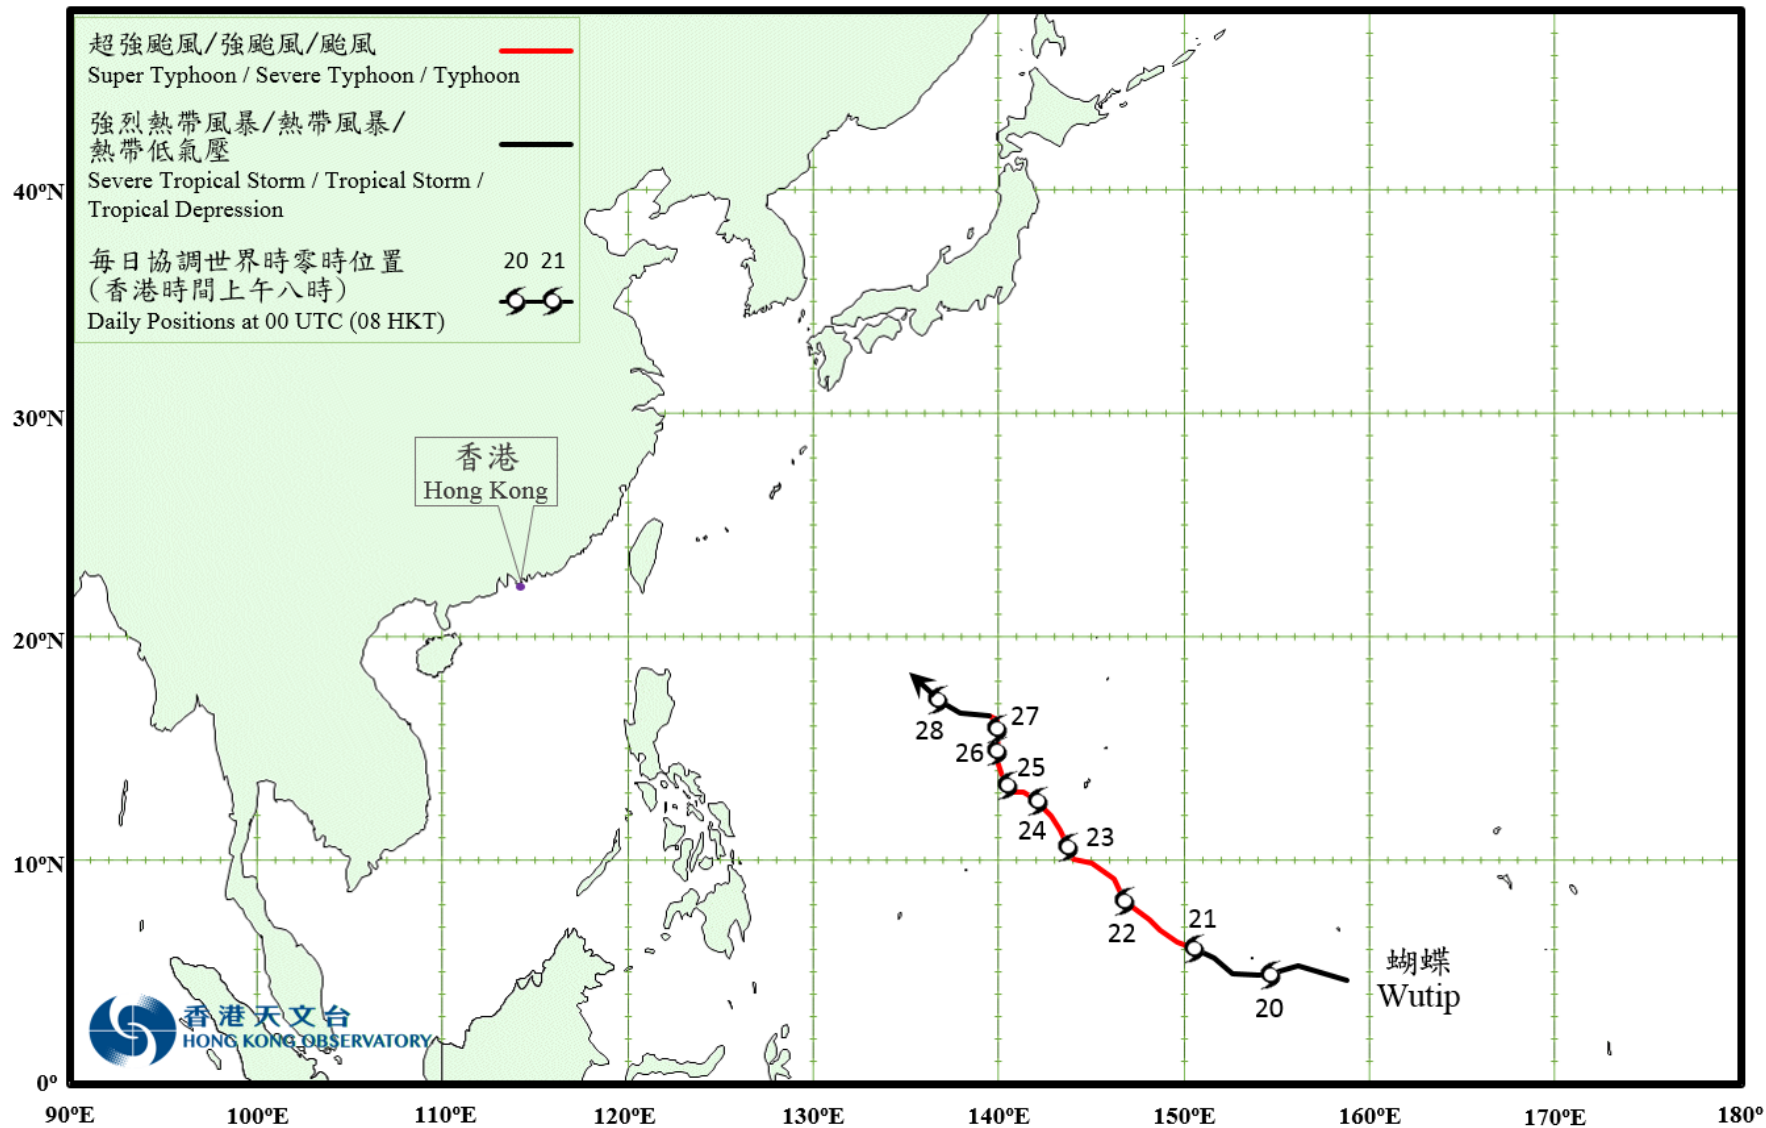 超強颱風/強颱風/颱風
Super Typhoon / Severe Typhoon / Typhoon
強烈熱帶風暴/熱帶風暴/
熱帶低氣壓
Severe Tropical Storm / Tropical Storm /
Tropical Depression
每日協調世界時零時位置
(香港時間上午八時)
Daily Positions at 00 UTC (08 HKT)
20 21
40°N
30°N
20°N
10°N
0°
香港
Hong Kong
28
27
26
25
24
23
22
21
20
蝴蝶
Wutip
香港天文台
HONG KONG OBSERVATORY
90°E
100°E
110°E
120°E
130°E
140°E
150°E
160°E
170°E
180°